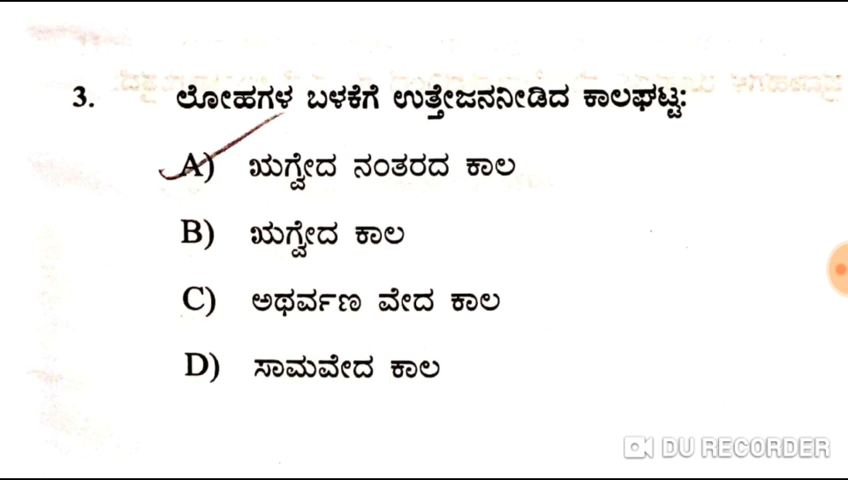 3. ಲೋಹಗಳ ಬಳಕೆಗೆ ಉತ್ತೇಜನನೀಡಿದ ಕಾಲಘಟ್ಟ:
A) ಋಗ್ವೇದ ನಂತರದ ಕಾಲ
B) ಋಗ್ವೇದ ಕಾಲ
C) ಅಥರ್ವಣ ವೇದ ಕಾಲ
D) ಸಾಮವೇದ ಕಾಲ
DU RECORDER